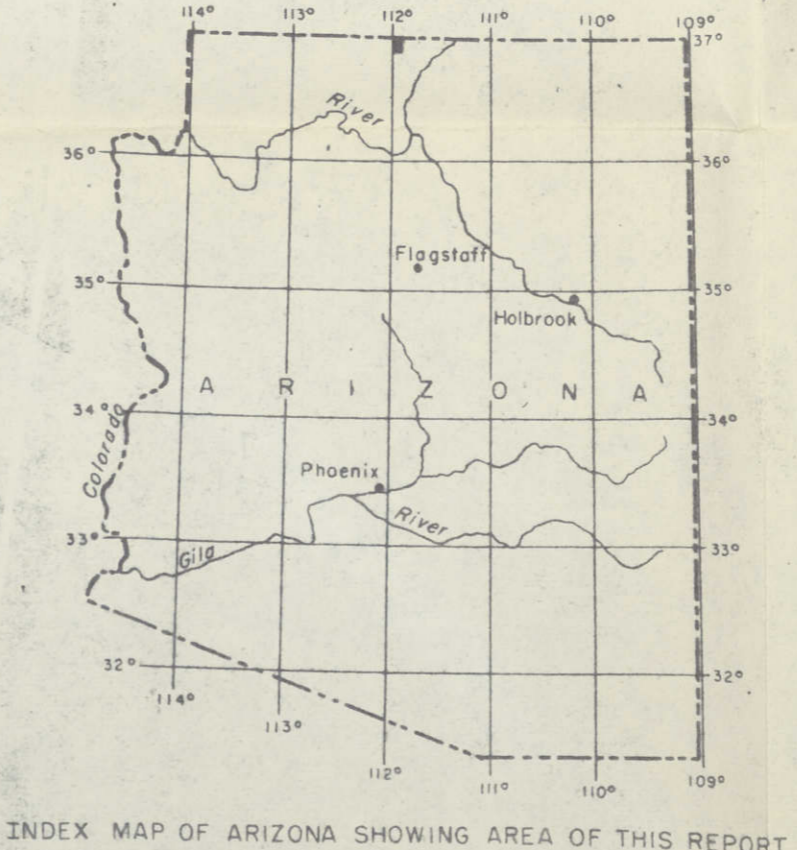 114° 113° 112° 111° 110° 109°
37°
River
36° 36°
Flagstaff
35° 35°
Holbrook
A R I Z O N A
34° 34°
Colorado
Phoenix
River
33° 33°
Gila
32° 32°
114°
113°
112° 111° 110° 109°
INDEX MAP OF ARIZONA SHOWING AREA OF THIS REPORT